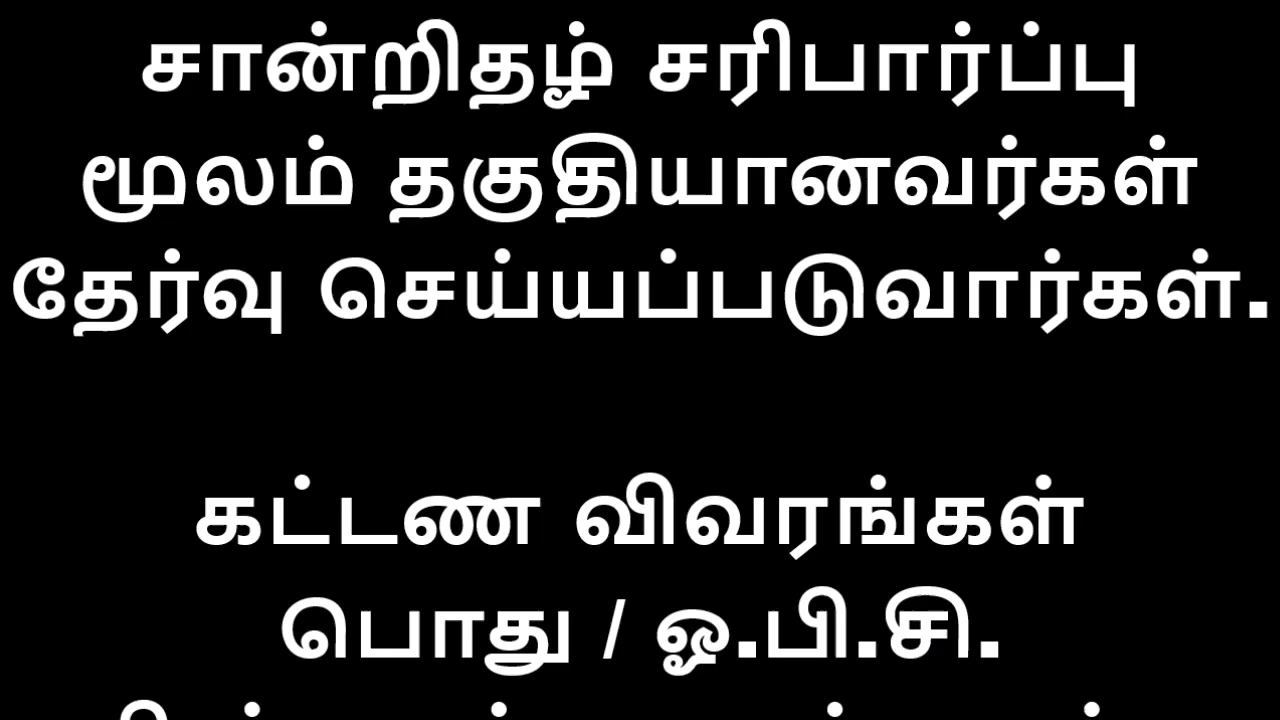 சான்றிதழ் சரிபார்ப்பு
மூலம் தகுதியானவர்கள்
தேர்வு செய்யப்படுவார்கள்.
கட்டண விவரங்கள்
பொது / ஓ.பி.சி.